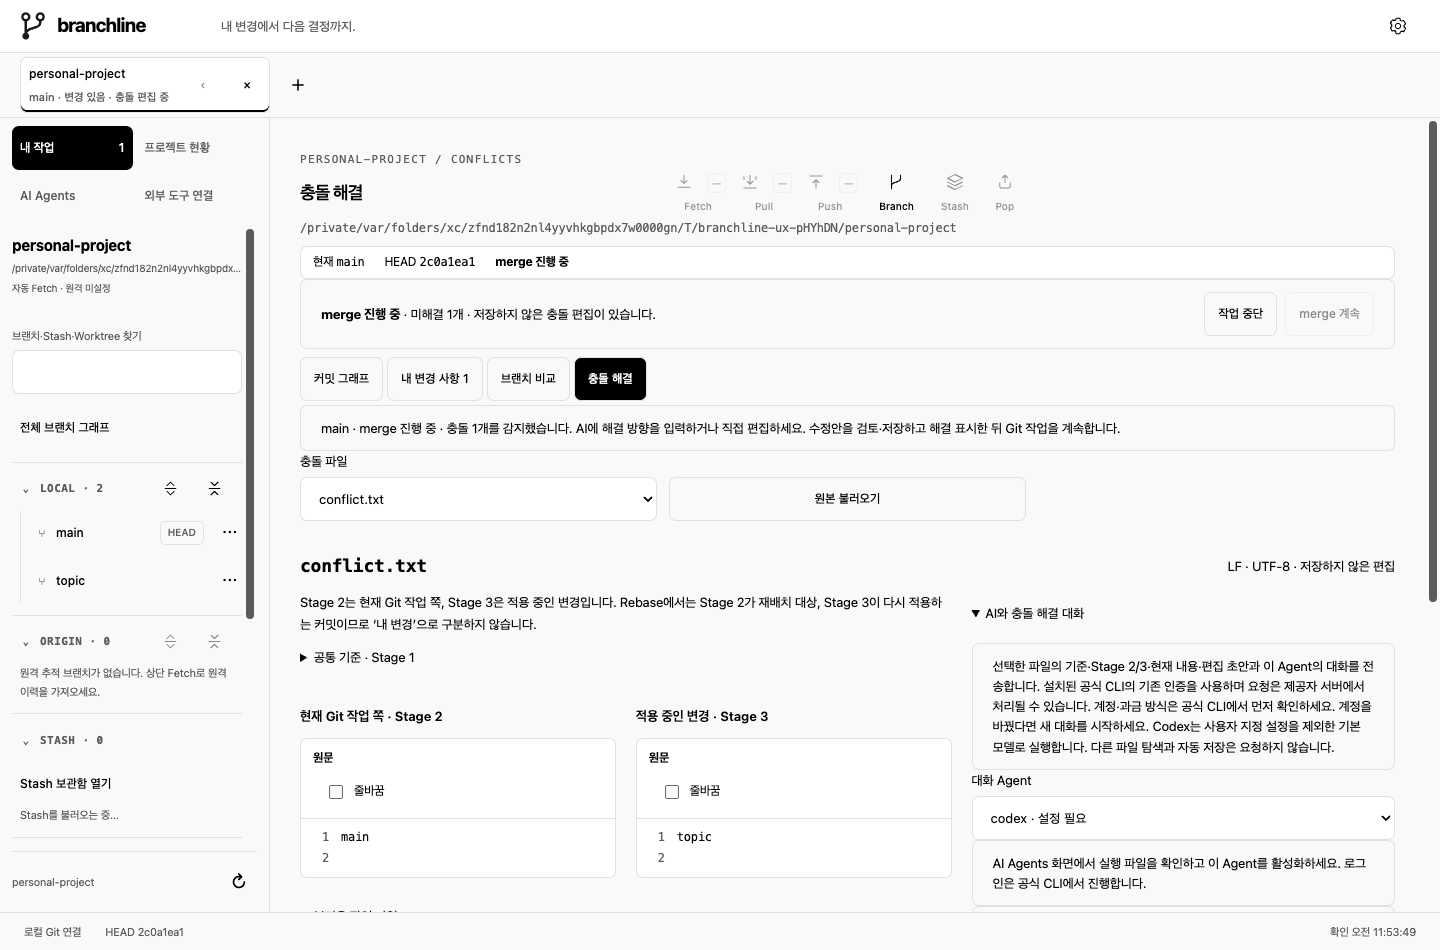 branchline
내 변경에서 다음 결정까지.
personal-project
main · 변경 있음 · 충돌 편집 중
내 작업 1
프로젝트 현황
AI Agents
외부 도구 연결
personal-project
/private/var/folders/xc/zfnd182n2nl4yyvhkgbpdx...
자동 Fetch · 원격 미설정
브랜치·Stash·Worktree 찾기
전체 브랜치 그래프
LOCAL · 2
main HEAD
topic
ORIGIN · 0
원격 추적 브랜치가 없습니다. 상단 Fetch로 원격
이력을 가져오세요.
STASH · 0
Stash 보관함 열기
Stash를 불러오는 중...
personal-project
PERSONAL-PROJECT / CONFLICTS
충돌 해결
Fetch
Pull
Push
Branch
Stash
Pop
/private/var/folders/xc/zfnd182n2nl4yyvhkgbpdx7w0000gn/T/branchline-ux-pHYhDN/personal-project
현재 main HEAD 2c0a1ea1 merge 진행 중
merge 진행 중 · 미해결 1개 · 저장하지 않은 충돌 편집이 있습니다.
작업 중단
merge 계속
커밋 그래프
내 변경 사항 1
브랜치 비교
충돌 해결
main · merge 진행 중 · 충돌 1개를 감지했습니다. AI에 해결 방향을 입력하거나 직접 편집하세요. 수정안을 검토·저장하고 해결 표시한 뒤 Git 작업을 계속합니다.
충돌 파일
conflict.txt
원본 불러오기
conflict.txt
LF · UTF-8 · 저장하지 않은 편집
Stage 2는 현재 Git 작업 쪽, Stage 3은 적용 중인 변경입니다. Rebase에서는 Stage 2가 재배치 대상, Stage 3이 다시 적용하
는 커밋이므로 ‘내 변경’으로 구분하지 않습니다.
공통 기준 · Stage 1
현재 Git 작업 쪽 · Stage 2
원문
줄바꿈
1 main
2
적용 중인 변경 · Stage 3
원문
줄바꿈
1 topic
2
AI와 충돌 해결 대화
선택한 파일의 기준·Stage 2/3·현재 내용·편집 초안과 이 Agent의 대화를 전
송합니다. 설치된 공식 CLI의 기존 인증을 사용하며 요청은 제공자 서버에서
처리될 수 있습니다. 계정·과금 방식은 공식 CLI에서 먼저 확인하세요. 계정을
바꿨다면 새 대화를 시작하세요. Codex는 사용자 지정 설정을 제외한 기본
모델로 실행합니다. 다른 파일 탐색과 자동 저장은 요청하지 않습니다.
대화 Agent
codex · 설정 필요
AI Agents 화면에서 실행 파일을 확인하고 이 Agent를 활성화하세요. 로그
인은 공식 CLI에서 진행합니다.
로컬 Git 연결
HEAD 2c0a1ea1
확인 오전 11:53:49